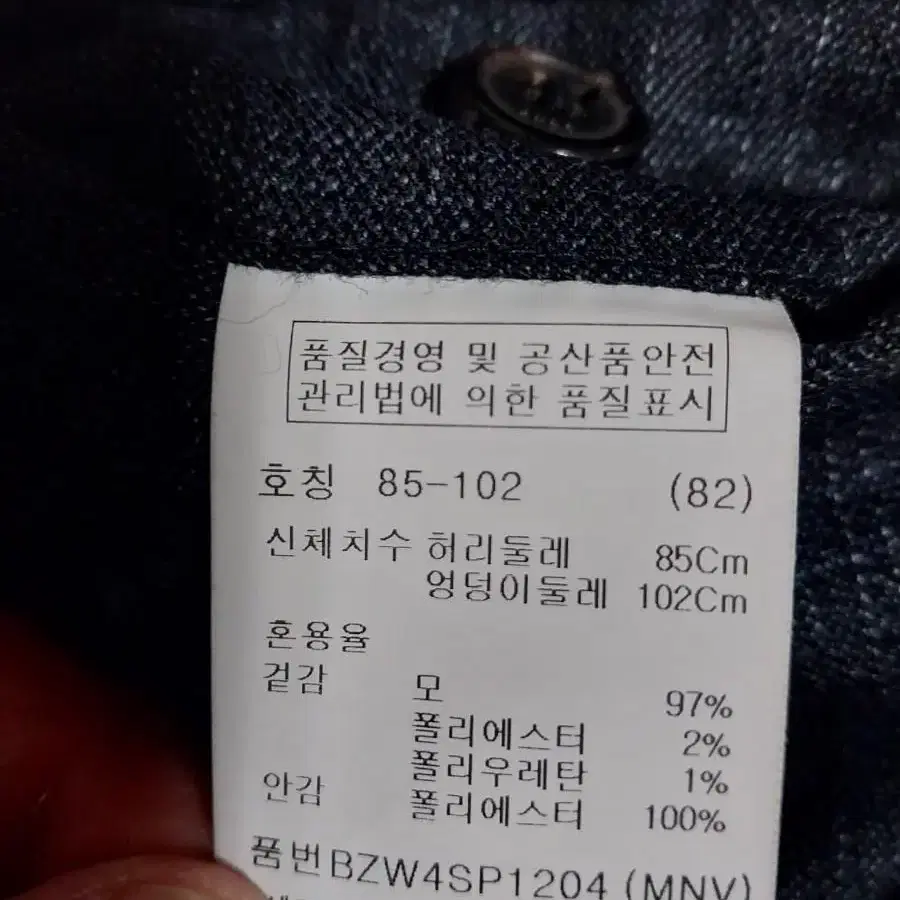 품질경영 및 공산품안전
관리법에 의한 품질표시
호칭 85-102 (82)
신체치수 허리둘레 85Cm
엉덩이둘레 102Cm
혼용율
겉감 모 97%
폴리에스터 2%
폴리우레탄 1%
안감 폴리에스터 100%
품번BZW4SP1204 (MNV)